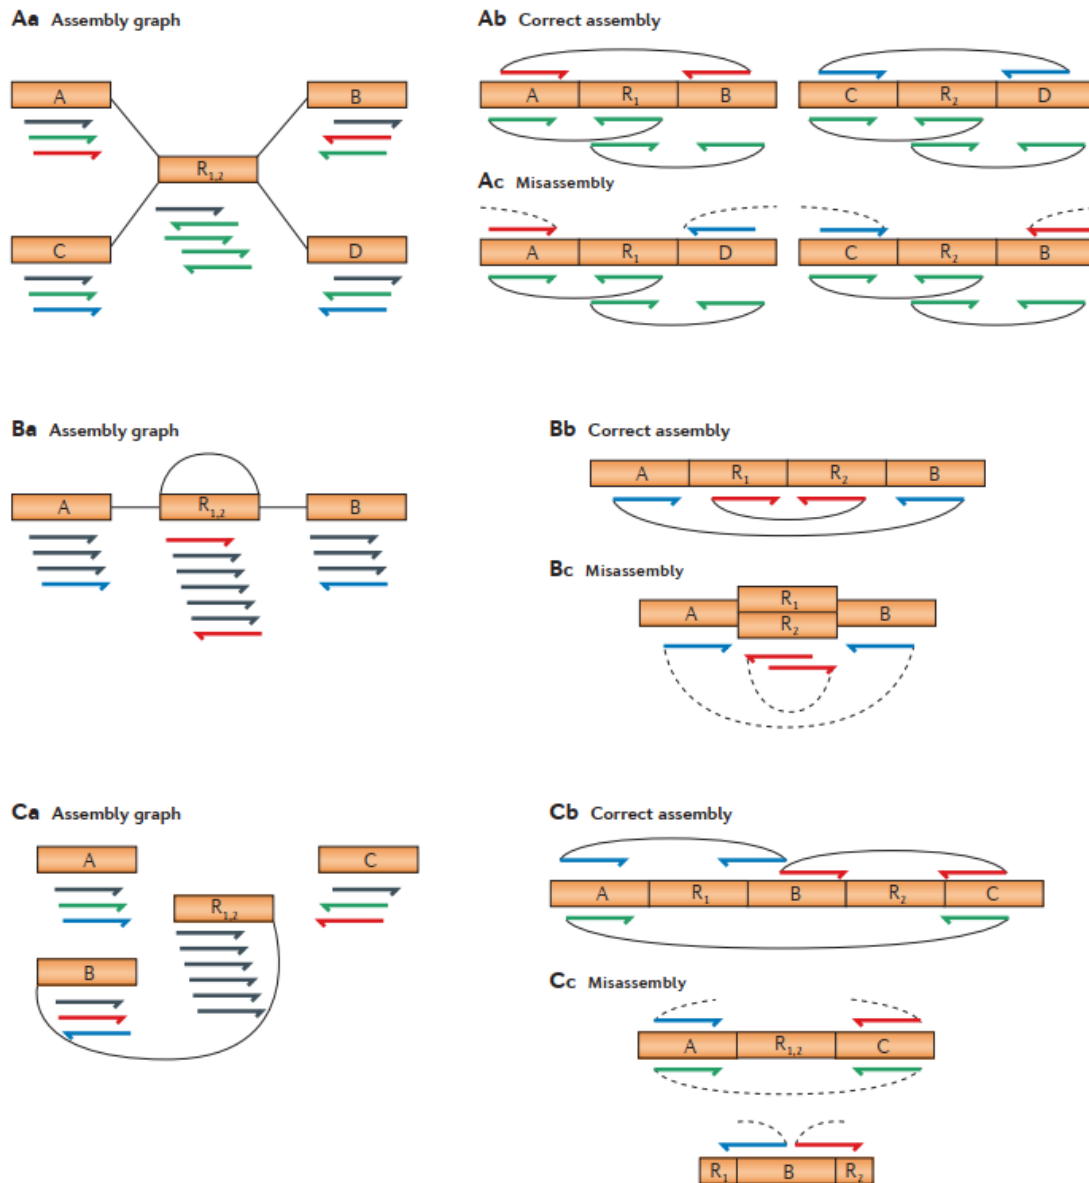 Aa Assembly graph
A
B
R1,2
C
D
Ab Correct assembly
A R1 B
C R2 D
Ac Misassembly
A R1 D
C R2 B
Ba Assembly graph
A R1,2 B
Bb Correct assembly
A R1 R2 B
Bc Misassembly
R1
A B
R2
Ca Assembly graph
A
C
R1,2
B
Cb Correct assembly
A R1 B R2 C
Cc Misassembly
A R1,2 C
R1 B R2